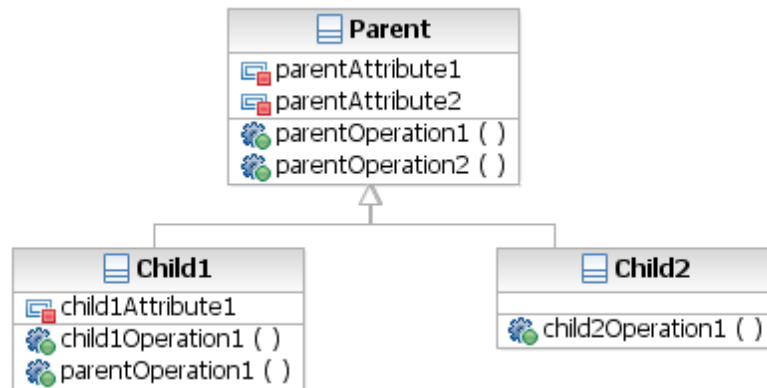 Parent
parentAttribute1
parentAttribute2
parentOperation1 ( )
parentOperation2 ( )
Child1
child1Attribute1
child1Operation1 ( )
parentOperation1 ( )
Child2
child2Operation1 ( )